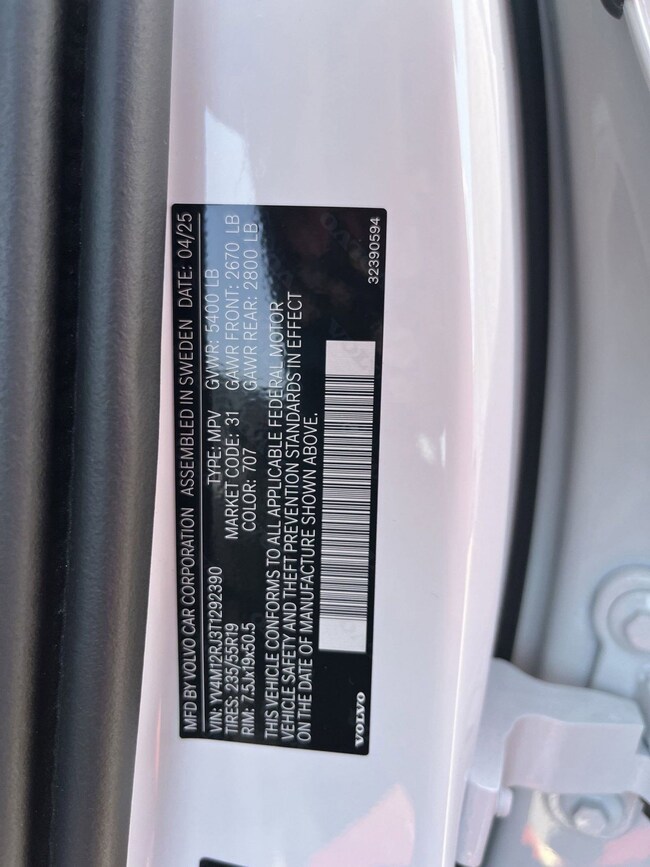 MFD BY VOLVO CAR CORPORATION ASSEMBLED IN SWEDEN DATE: 04/25
VIN: YV4M12RJ3T1292390 TYPE: MPV GVWR: 5400 LB
TIRES: 235/55R19 MARKET CODE: 31 GAWR FRONT: 2670 LB
RIM: 7.5Jx19x50.5 COLOR: 707 GAWR REAR: 2800 LB
THIS VEHICLE CONFORMS TO ALL APPLICABLE FEDERAL MOTOR
VEHICLE SAFETY AND THEFT PREVENTION STANDARDS IN EFFECT
ON THE DATE OF MANUFACTURE SHOWN ABOVE.
VOLVO 32390594